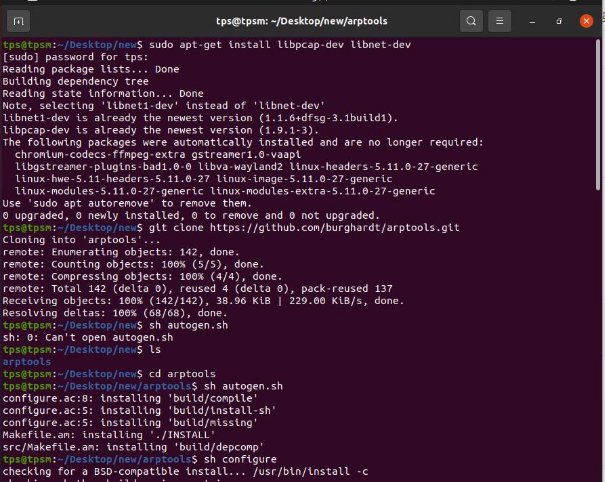 tps@tpsm: ~/Desktop/new/arptools
tps@tpsm:~/Desktop/new$ sudo apt-get install libpcap-dev libnet-dev
[sudo] password for tps:
Reading package lists... Done
Building dependency tree
Reading state information... Done
Note, selecting 'libnet1-dev' instead of 'libnet-dev'
libnet1-dev is already the newest version (1.1.6+dfsg-3.1build1).
libpcap-dev is already the newest version (1.9.1-3).
The following packages were automatically installed and are no longer required:
  chromium-codecs-ffmpeg-extra gstreamer1.0-vaapi
  libgstreamer-plugins-bad1.0-0 libva-wayland2 linux-headers-5.11.0-27-generic
  linux-hwe-5.11-headers-5.11.0-27 linux-image-5.11.0-27-generic
  linux-modules-5.11.0-27-generic linux-modules-extra-5.11.0-27-generic
Use 'sudo apt autoremove' to remove them.
0 upgraded, 0 newly installed, 0 to remove and 0 not upgraded.
tps@tpsm:~/Desktop/new$ git clone https://github.com/burghardt/arptools.git
Cloning into 'arptools'...
remote: Enumerating objects: 142, done.
remote: Counting objects: 100% (5/5), done.
remote: Compressing objects: 100% (4/4), done.
remote: Total 142 (delta 0), reused 4 (delta 0), pack-reused 137
Receiving objects: 100% (142/142), 38.96 KiB | 229.00 KiB/s, done.
Resolving deltas: 100% (68/68), done.
tps@tpsm:~/Desktop/new$ sh autogen.sh
sh: 0: Can't open autogen.sh
tps@tpsm:~/Desktop/new$ ls
arptools
tps@tpsm:~/Desktop/new$ cd arptools
tps@tpsm:~/Desktop/new/arptools$ sh autogen.sh
configure.ac:8: installing 'build/compile'
configure.ac:5: installing 'build/install-sh'
configure.ac:5: installing 'build/missing'
Makefile.am: installing './INSTALL'
src/Makefile.am: installing 'build/depcomp'
tps@tpsm:~/Desktop/new/arptools$ sh configure
checking for a BSD-compatible install... /usr/bin/install -c